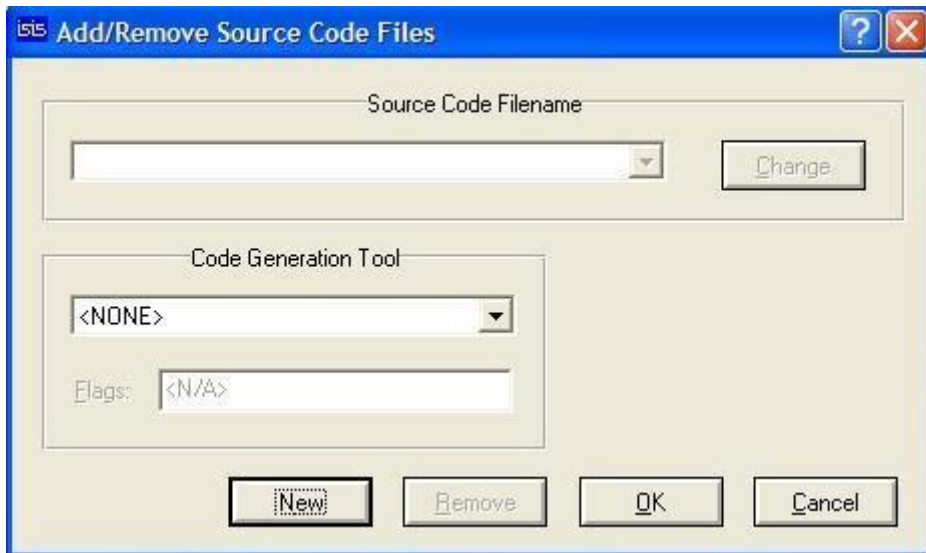 isis Add/Remove Source Code Files
Source Code Filename
Change
Code Generation Tool
<NONE>
Flags: <N/A>
New Remove OK Cancel